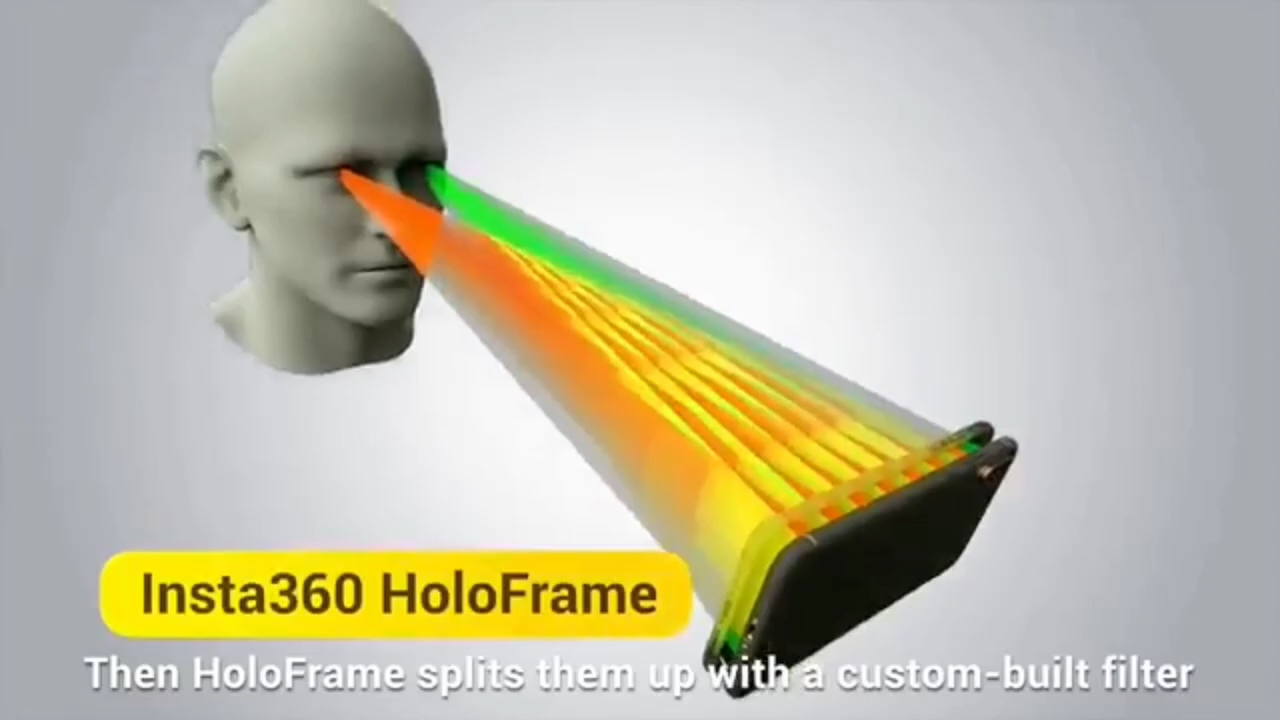 Insta360 HoloFrame
Then HoloFrame splits them up with a custom-built filter